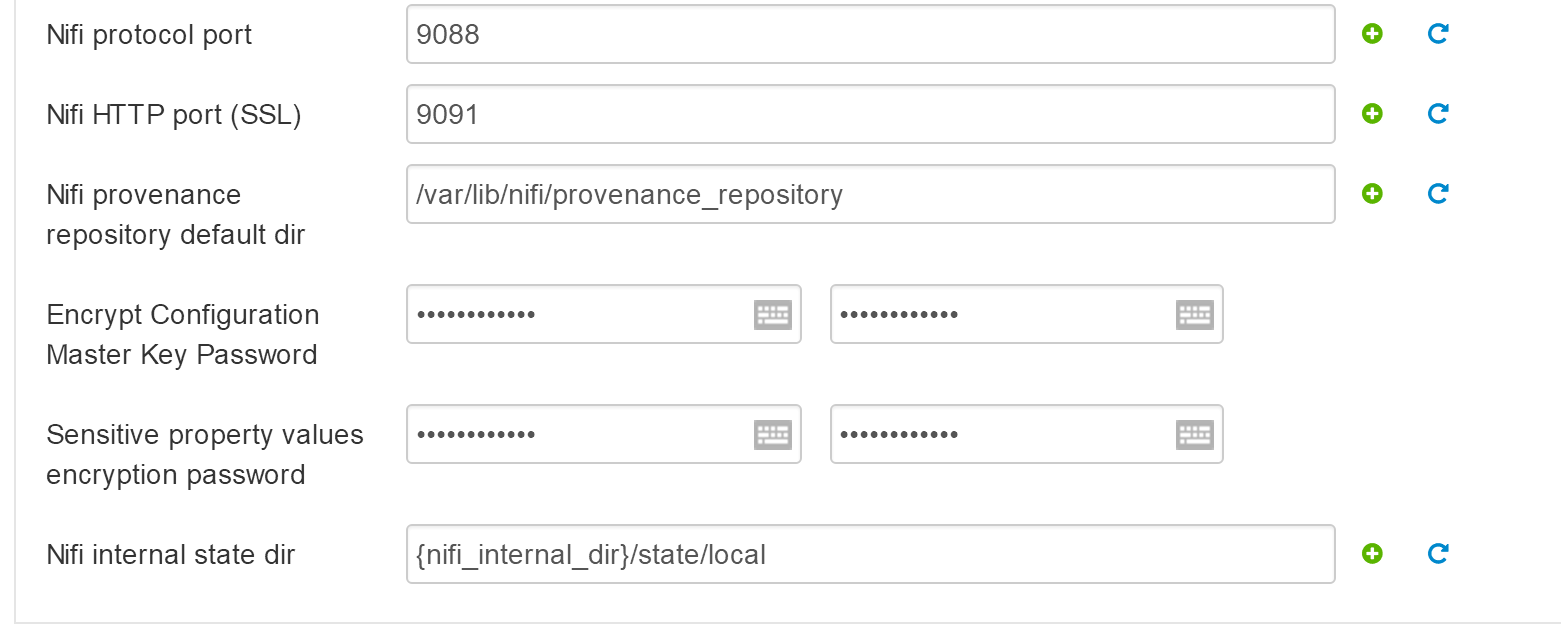 Nifi protocol port
9088
Nifi HTTP port (SSL)
9091
Nifi provenance
repository default dir
/var/lib/nifi/provenance_repository
Encrypt Configuration
Master Key Password
•••••••••••• ••••••••••••
Sensitive property values
encryption password
•••••••••••• ••••••••••••
Nifi internal state dir
{nifi_internal_dir}/state/local